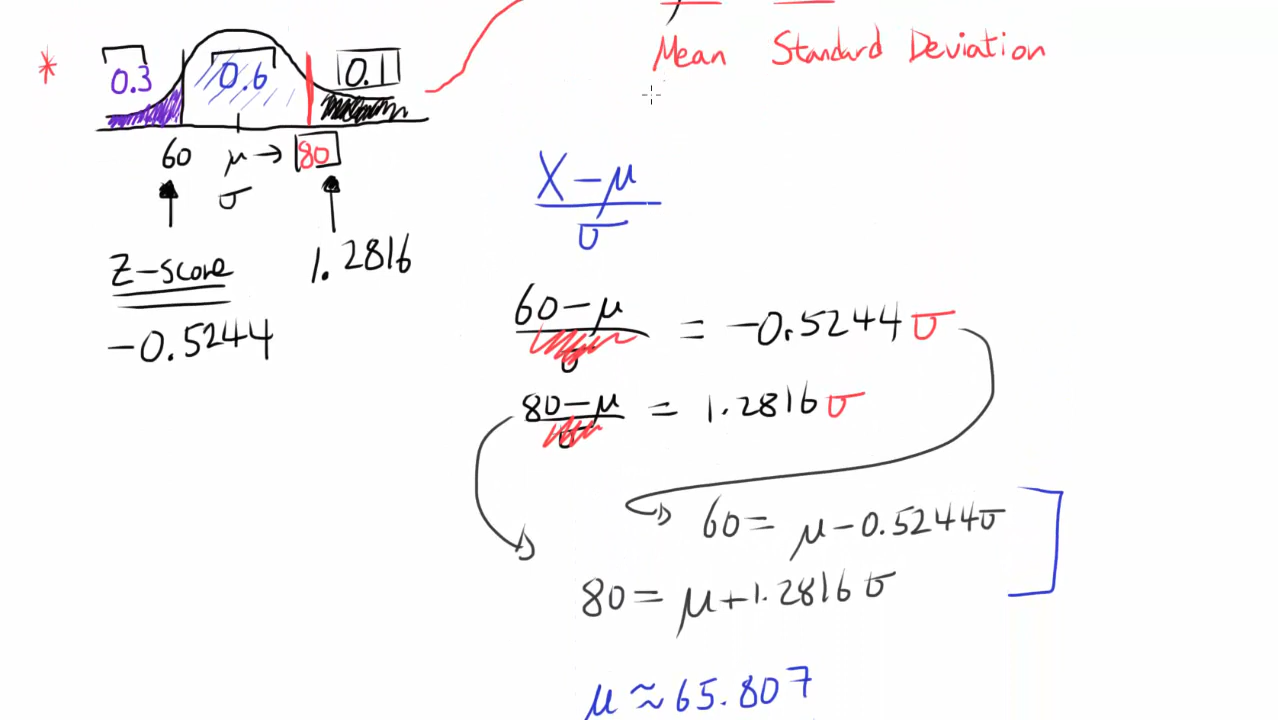 Mean Standard Deviation
*
0.3 0.6 0.1
60 μ → 80
σ
Z-score 1.2816
-0.5244
X-μ
σ
60-μ
σ
= -0.5244σ
80-μ
σ
= 1.2816σ
60= μ-0.5244σ
80= μ+1.2816σ
μ≈65.807